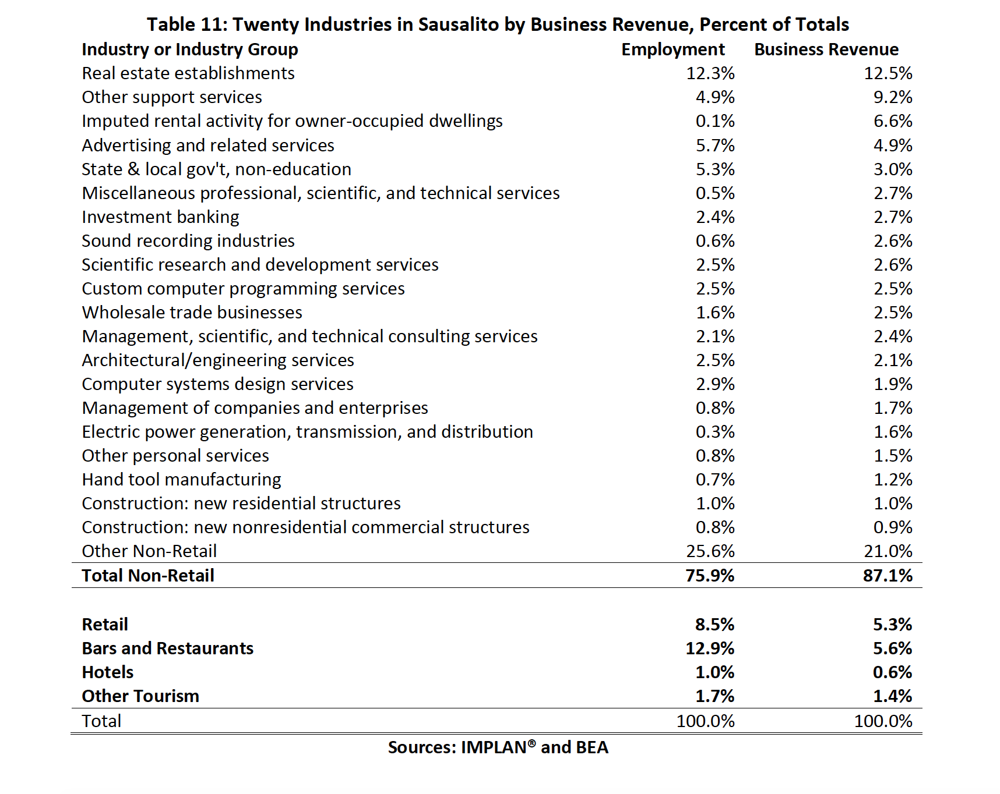 Table 11: Twenty Industries in Sausalito by Business Revenue, Percent of Totals
Industry or Industry Group Employment Business Revenue
Real estate establishments 12.3% 12.5%
Other support services 4.9% 9.2%
Imputed rental activity for owner-occupied dwellings 0.1% 6.6%
Advertising and related services 5.7% 4.9%
State & local gov't, non-education 5.3% 3.0%
Miscellaneous professional, scientific, and technical services 0.5% 2.7%
Investment banking 2.4% 2.7%
Sound recording industries 0.6% 2.6%
Scientific research and development services 2.5% 2.6%
Custom computer programming services 2.5% 2.5%
Wholesale trade businesses 1.6% 2.5%
Management, scientific, and technical consulting services 2.1% 2.4%
Architectural/engineering services 2.5% 2.1%
Computer systems design services 2.9% 1.9%
Management of companies and enterprises 0.8% 1.7%
Electric power generation, transmission, and distribution 0.3% 1.6%
Other personal services 0.8% 1.5%
Hand tool manufacturing 0.7% 1.2%
Construction: new residential structures 1.0% 1.0%
Construction: new nonresidential commercial structures 0.8% 0.9%
Other Non-Retail 25.6% 21.0%
Total Non-Retail 75.9% 87.1%
Retail 8.5% 5.3%
Bars and Restaurants 12.9% 5.6%
Hotels 1.0% 0.6%
Other Tourism 1.7% 1.4%
Total 100.0% 100.0%
Sources: IMPLAN® and BEA